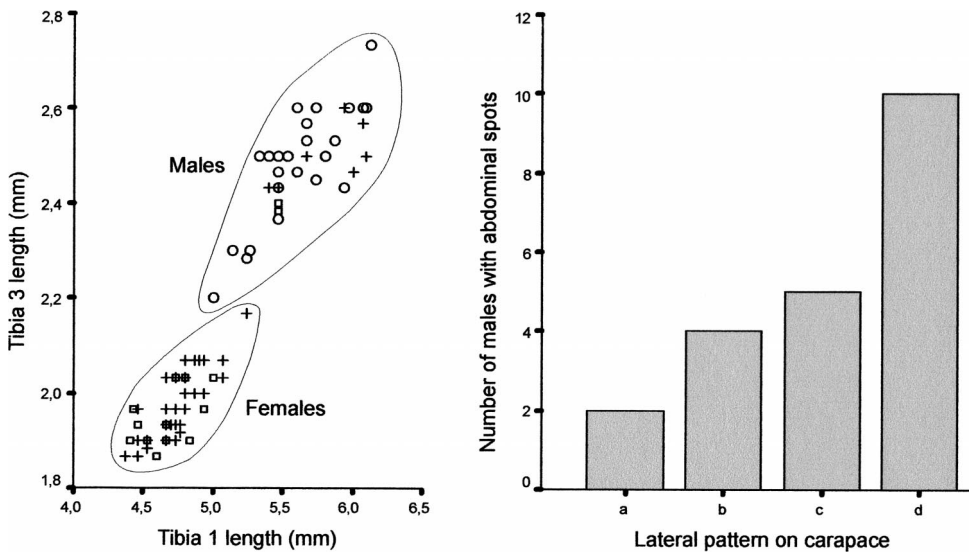 2,8
2,6
2,4
2,2
2,0
1,8
Tibia 3 length (mm)
Males
Females
4,0 4,5 5,0 5,5 6,0 6,5
Tibia 1 length (mm)
12
10
8
6
4
2
0
Number of males with abdominal spots
a b c d
Lateral pattern on carapace